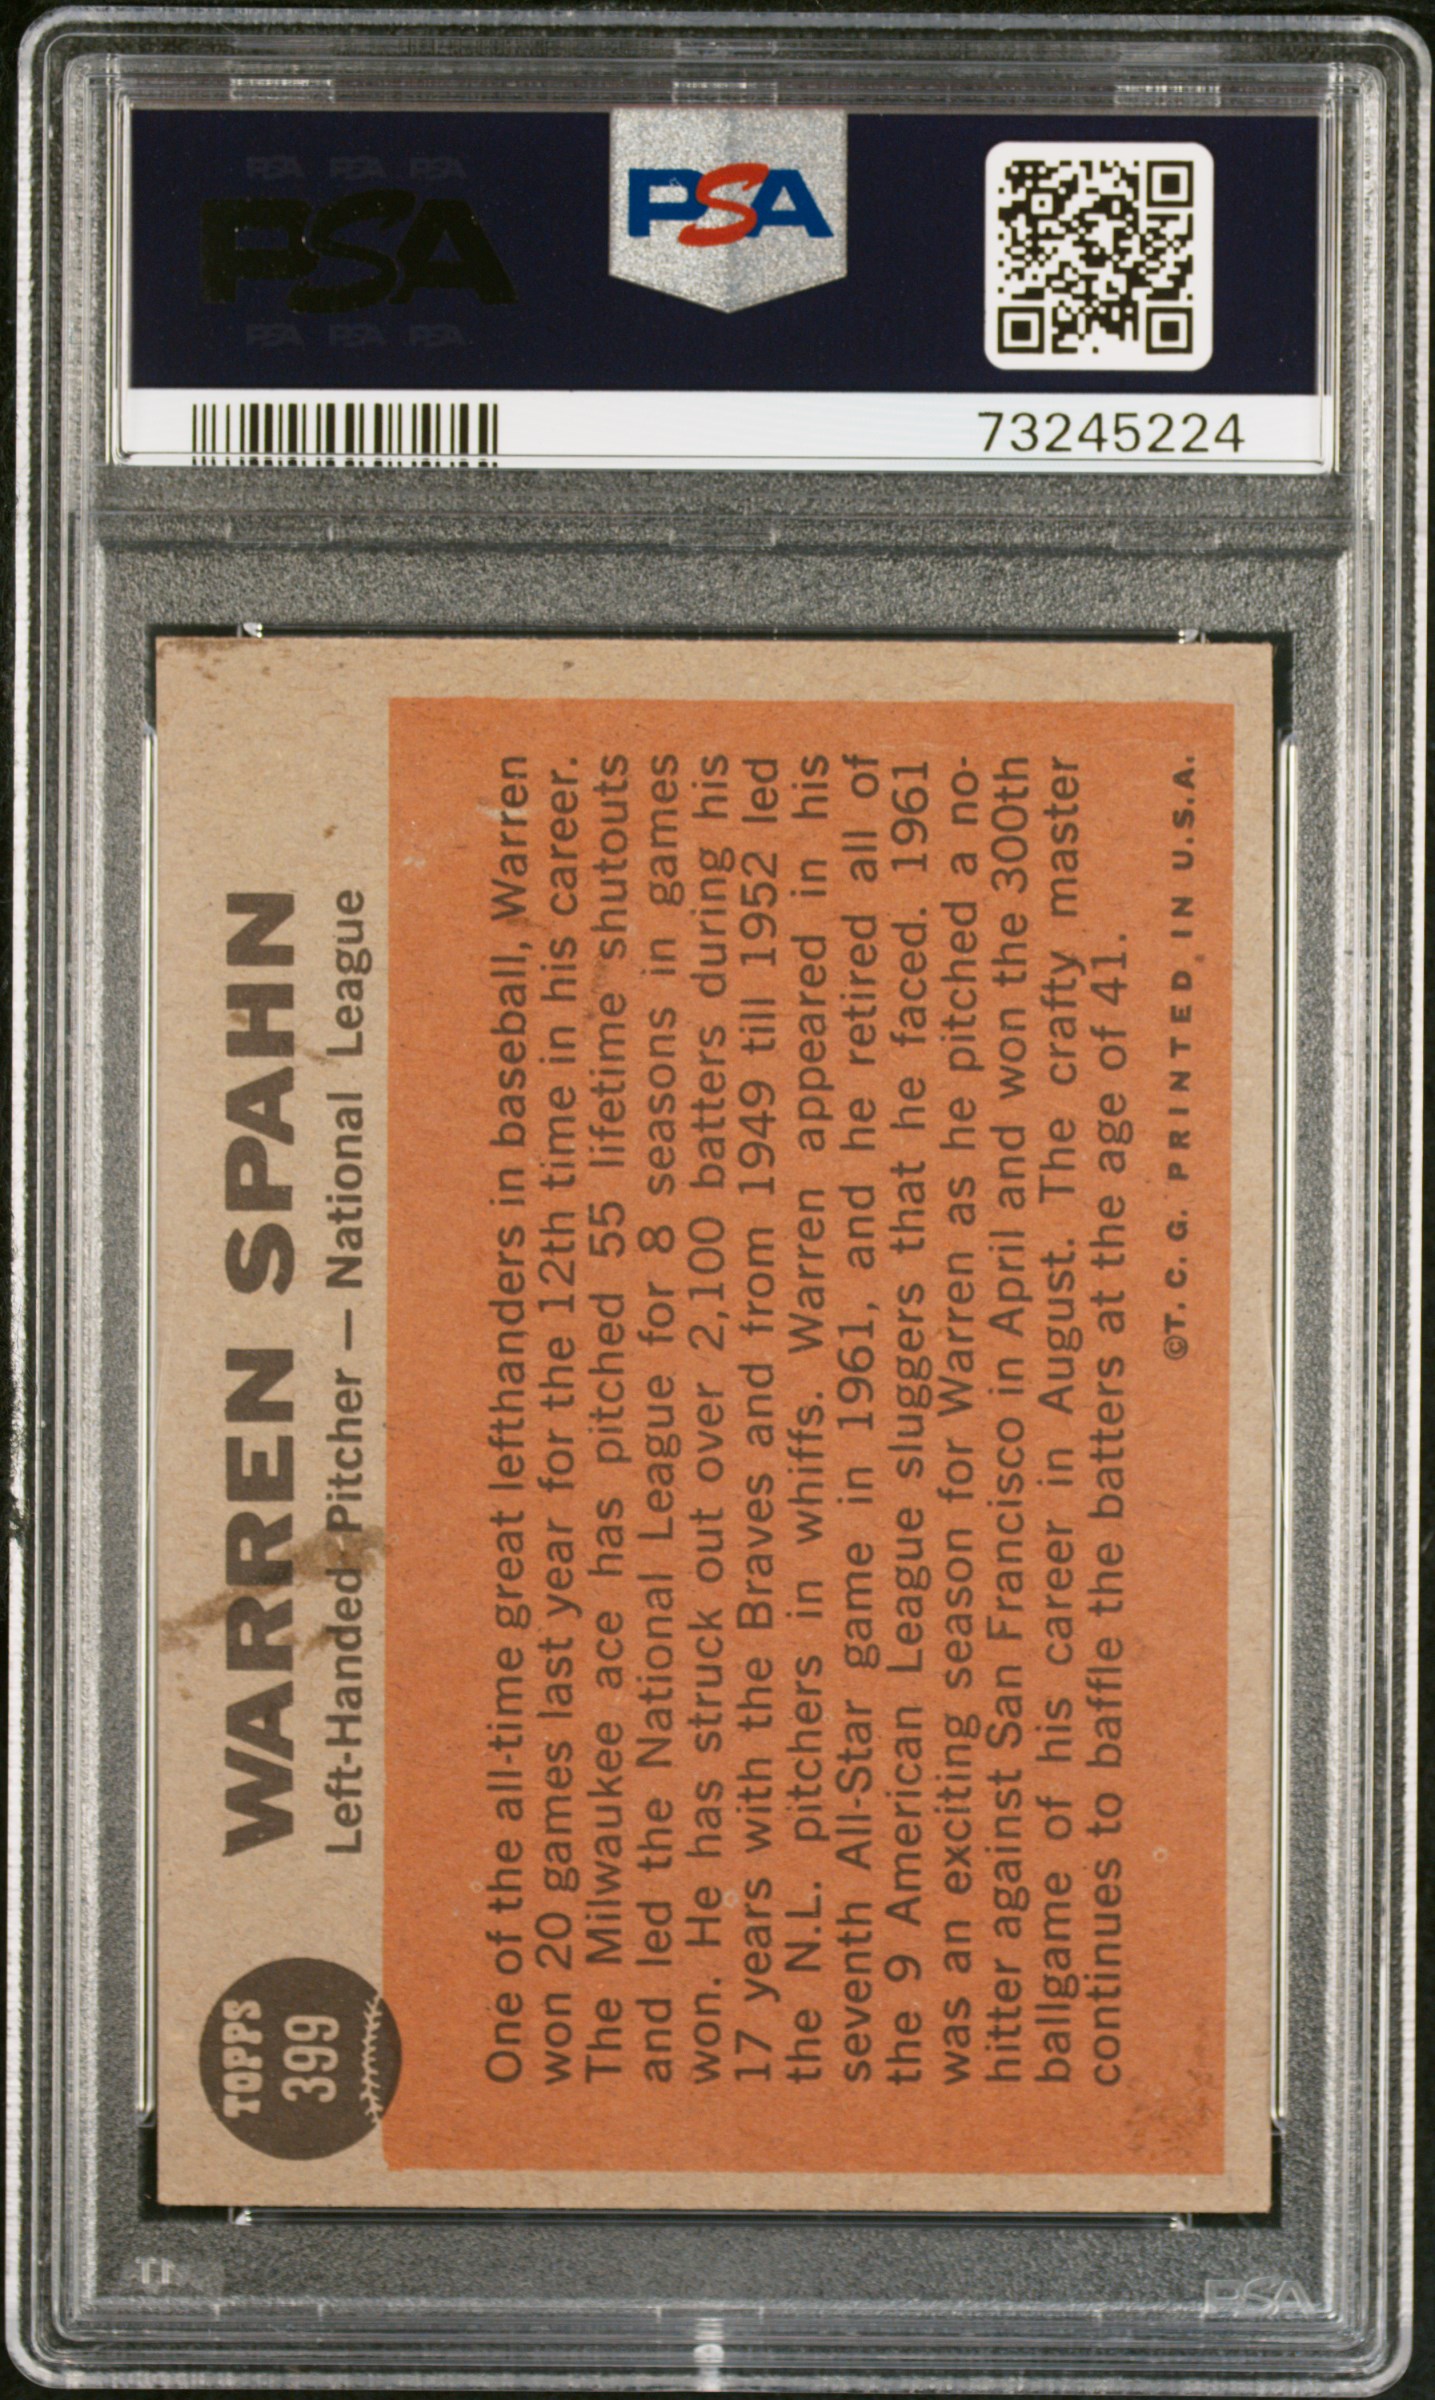 PSA PSA PSA
PSA
PSA PSA PSA
PSA
73245224
TOPPS
399
WARREN SPAHN
Left-Handed Pitcher — National League
One of the all-time great lefthanders in baseball, Warren
won 20 games last year for the 12th time in his career.
The Milwaukee ace has pitched 55 lifetime shutouts
and led the National League for 8 seasons in games
won. He has struck out over 2,100 batters during his
17 years with the Braves and from 1949 till 1952 led
the N.L. pitchers in whiffs. Warren appeared in his
seventh All-Star game in 1961, and he retired all of
the 9 American League sluggers that he faced. 1961
was an exciting season for Warren as he pitched a no-
hitter against San Francisco in April and won the 300th
ballgame of his career in August. The crafty master
continues to baffle the batters at the age of 41.
©T. C. G. PRINTED IN U.S.A.
PSA